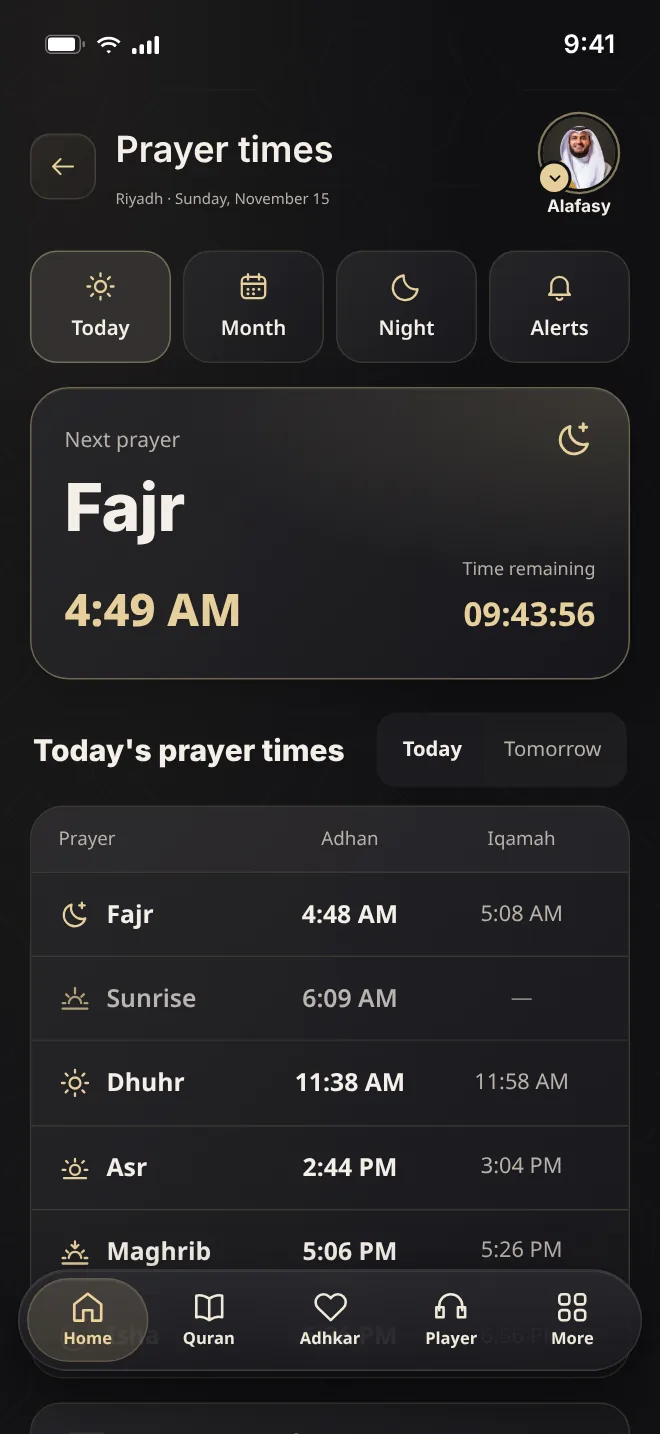 9:41
Prayer times
Riyadh · Sunday, November 15
Alafasy
Today
Month
Night
Alerts
Next prayer
Fajr
4:49 AM
Time remaining
09:43:56
Today's prayer times
Today
Tomorrow
Prayer Adhan Iqamah
Fajr 4:48 AM 5:08 AM
Sunrise 6:09 AM —
Dhuhr 11:38 AM 11:58 AM
Asr 2:44 PM 3:04 PM
Maghrib 5:06 PM 5:26 PM
Isha
Home
Quran
Adhkar
Player
More